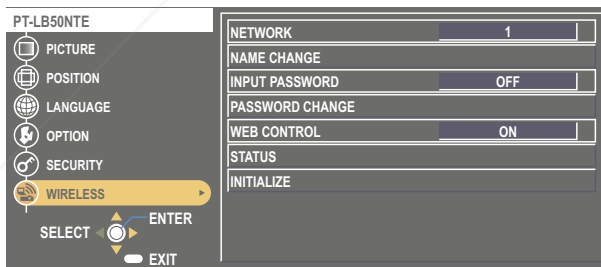 PT-LB50NTE
PICTURE
POSITION
LANGUAGE
OPTION
SECURITY
WIRELESS
SELECT
ENTER
EXIT
NETWORK 1
NAME CHANGE
INPUT PASSWORD OFF
PASSWORD CHANGE
WEB CONTROL ON
STATUS
INITIALIZE